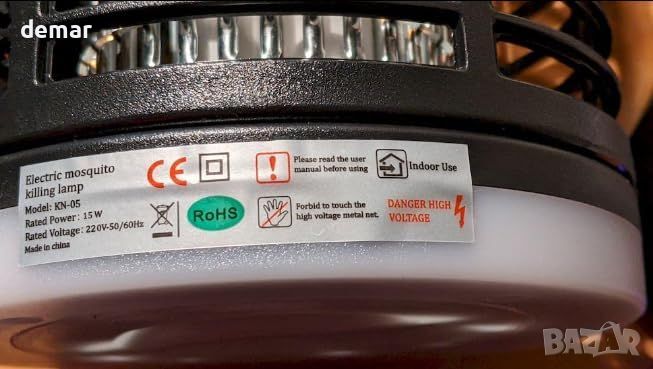 demar
Electric mosquito
killing lamp
Model: KN-05
Rated Power: 15 W
Rated Voltage: 220V-50/60Hz
Made in china
CE
Please read the user
manual before using
Indoor Use
RoHS
Forbid to touch the
high voltage metal net.
DANGER HIGH
VOLTAGE
BAZAR